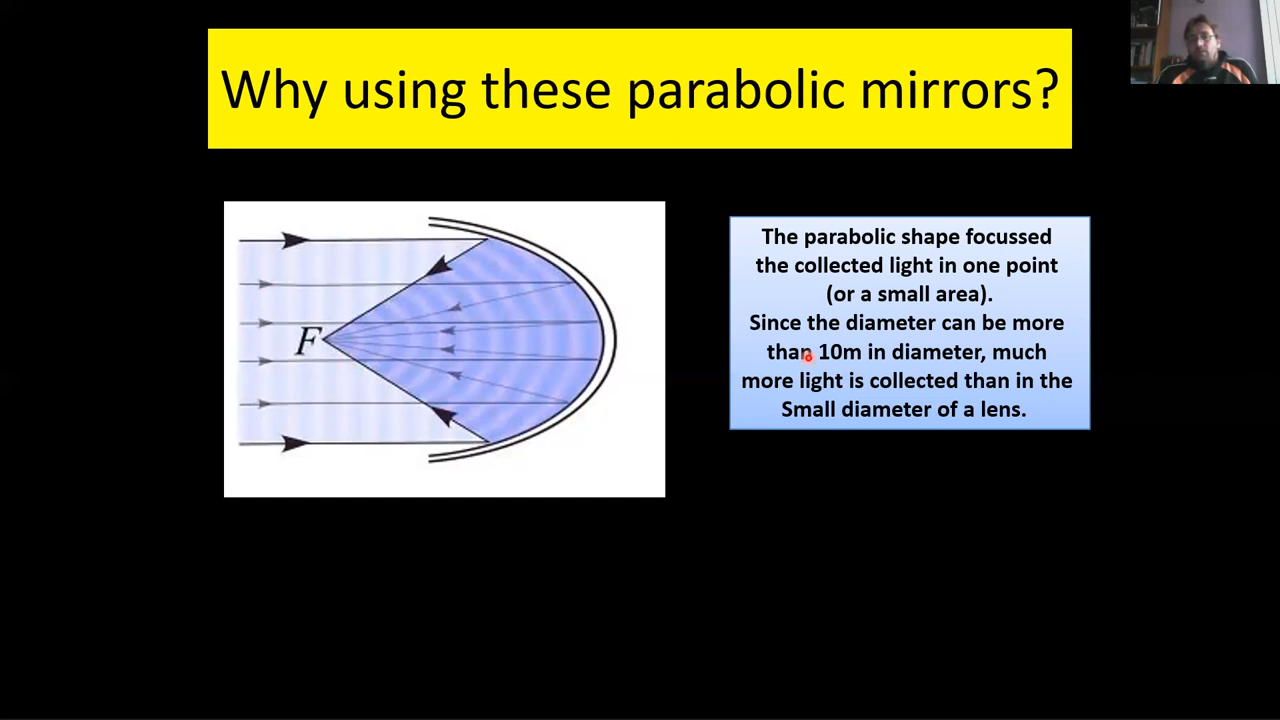 Why using these parabolic mirrors?
F
The parabolic shape focussed
the collected light in one point
(or a small area).
Since the diameter can be more
than 10m in diameter, much
more light is collected than in the
Small diameter of a lens.